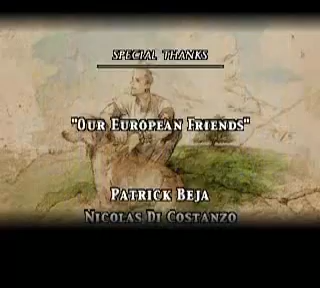 SPECIAL THANKS
"OUR EUROPEAN FRIENDS"
PATRICK BEJA
NICOLAS DI COSTANZO